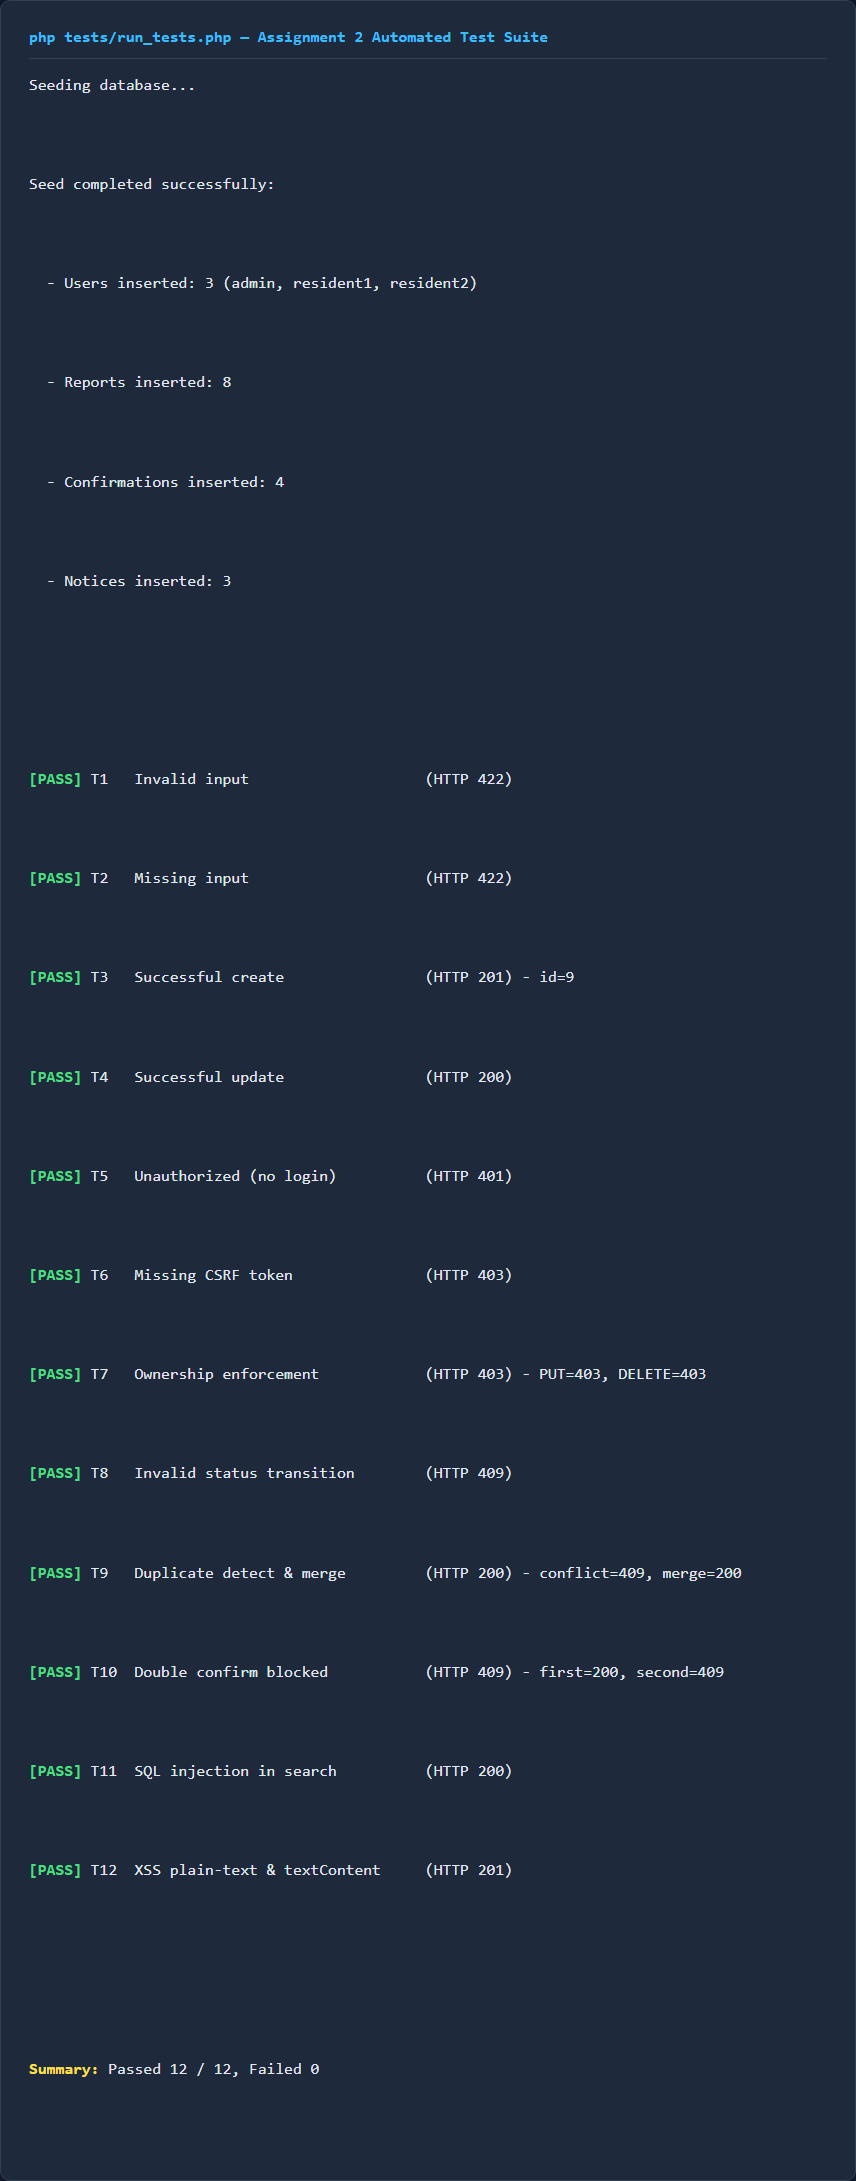 php tests/run_tests.php — Assignment 2 Automated Test Suite
Seeding database...
Seed completed successfully:
- Users inserted: 3 (admin, resident1, resident2)
- Reports inserted: 8
- Confirmations inserted: 4
- Notices inserted: 3
[PASS] T1 Invalid input (HTTP 422)
[PASS] T2 Missing input (HTTP 422)
[PASS] T3 Successful create (HTTP 201) - id=9
[PASS] T4 Successful update (HTTP 200)
[PASS] T5 Unauthorized (no login) (HTTP 401)
[PASS] T6 Missing CSRF token (HTTP 403)
[PASS] T7 Ownership enforcement (HTTP 403) - PUT=403, DELETE=403
[PASS] T8 Invalid status transition (HTTP 409)
[PASS] T9 Duplicate detect & merge (HTTP 200) - conflict=409, merge=200
[PASS] T10 Double confirm blocked (HTTP 409) - first=200, second=409
[PASS] T11 SQL injection in search (HTTP 200)
[PASS] T12 XSS plain-text & textContent (HTTP 201)
Summary: Passed 12 / 12, Failed 0